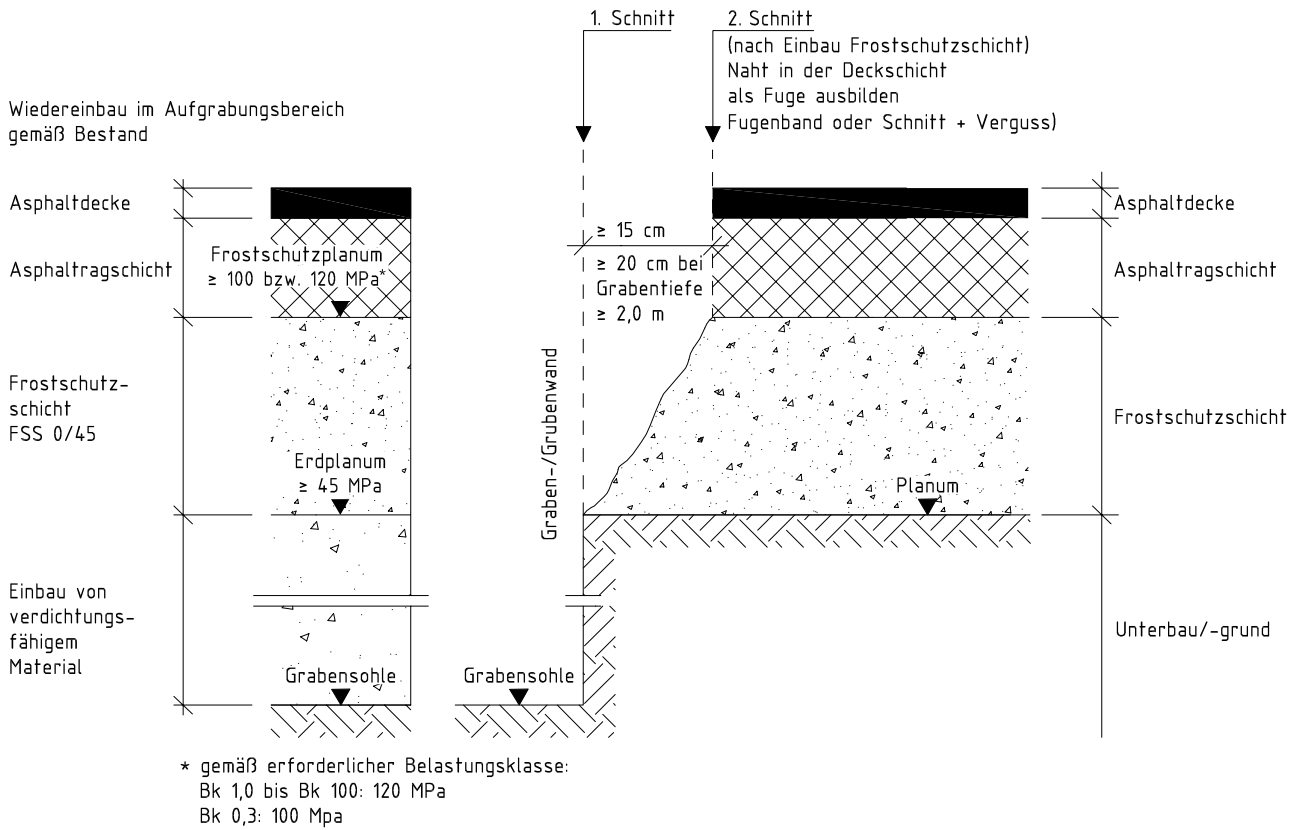 1. Schnitt
2. Schnitt
(nach Einbau Frostschutzschicht)
Naht in der Deckschicht
als Fuge ausbilden
Fugenband oder Schnitt + Verguss)
Wiedereinbau im Aufgrabungsbereich
gemäß Bestand
Asphaltdecke
Asphaltragschicht
Frostschutz-
schicht
FSS 0/45
Einbau von
verdichtungs-
fähigem
Material
Frostschutzplanum
≥ 100 bzw. 120 MPa*
Erdplanum
≥ 45 MPa
Grabensohle
≥ 15 cm
≥ 20 cm bei
Grabentiefe
≥ 2,0 m
Graben-/Grubenwand
Grabensohle
Planum
Asphaltdecke
Asphaltragschicht
Frostschutzschicht
Unterbau/-grund
* gemäß erforderlicher Belastungsklasse:
Bk 1,0 bis Bk 100: 120 MPa
Bk 0,3: 100 Mpa